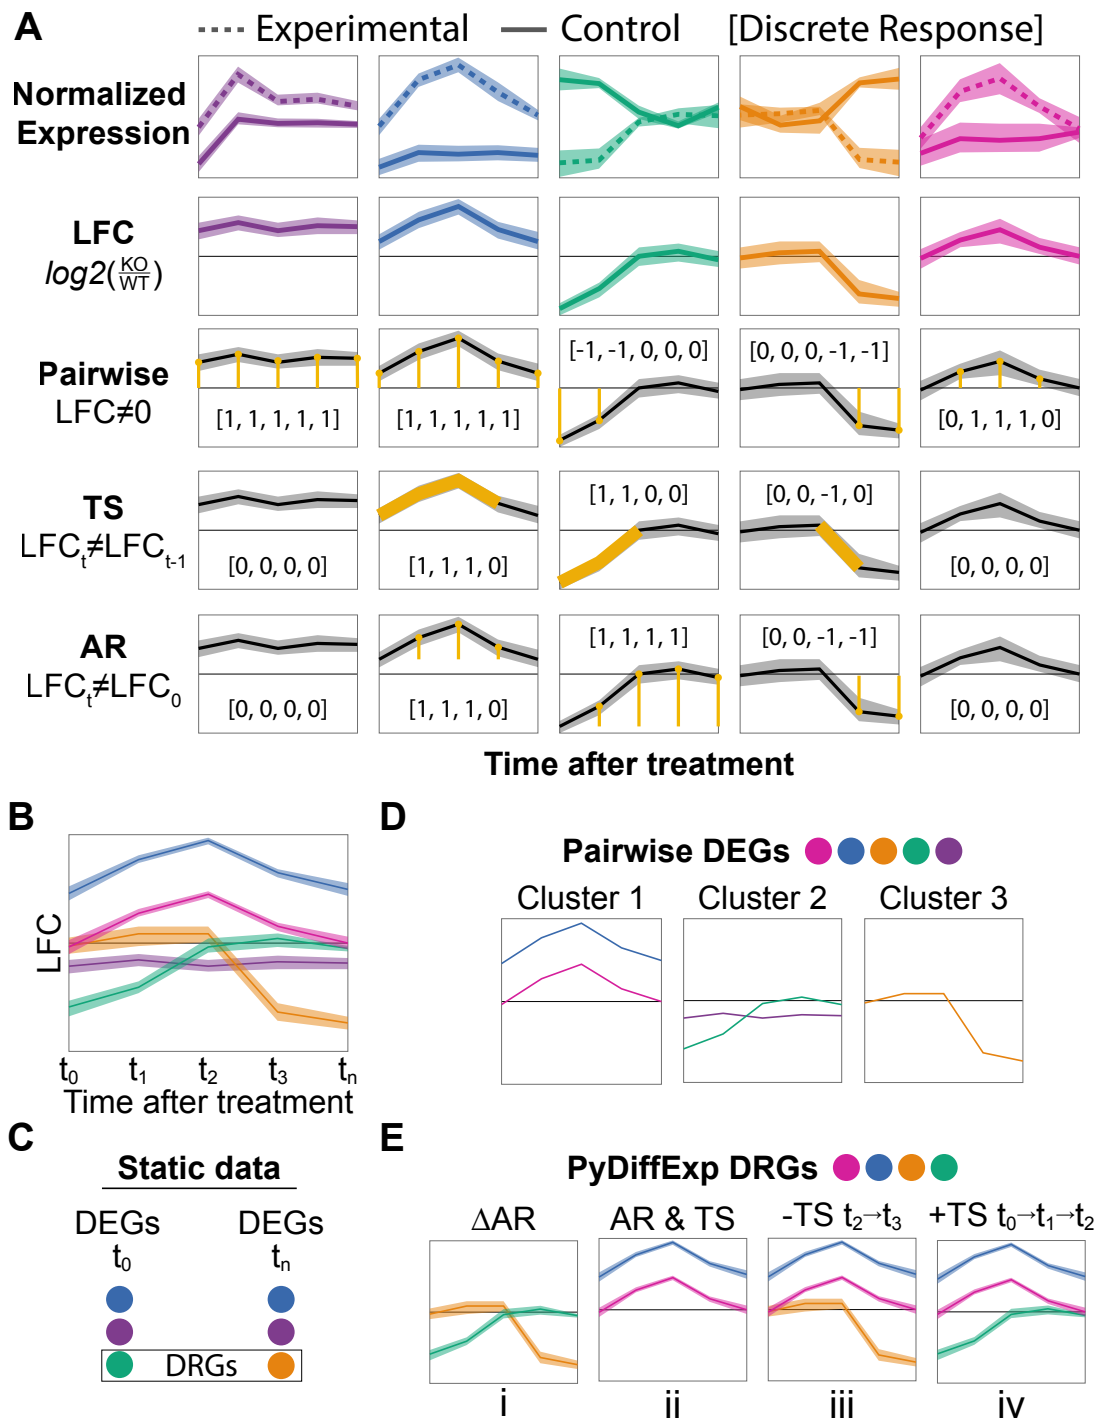 A
Experimental Control [Discrete Response]
Normalized
Expression
LFC
log2(KO/WT)
Pairwise
LFC≠0
[1, 1, 1, 1, 1]
[1, 1, 1, 1, 1]
[-1, -1, 0, 0, 0]
[0, 0, 0, -1, -1]
[0, 1, 1, 1, 0]
TS
LFCt≠LFCt-1
[0, 0, 0, 0]
[1, 1, 1, 0]
[1, 1, 0, 0]
[0, 0, -1, 0]
[0, 0, 0, 0]
AR
LFCt≠LFC0
[0, 0, 0, 0]
[1, 1, 1, 0]
[1, 1, 1, 1]
[0, 0, -1, -1]
[0, 0, 0, 0]
Time after treatment
B
LFC
t0 t1 t2 t3 tn
Time after treatment
C
Static data
DEGs DEGs
t0 tn
DRGs
D
Pairwise DEGs
Cluster 1 Cluster 2 Cluster 3
E
PyDiffExp DRGs
ΔAR AR & TS -TS t2→t3 +TS t0→t1→t2
i ii iii iv